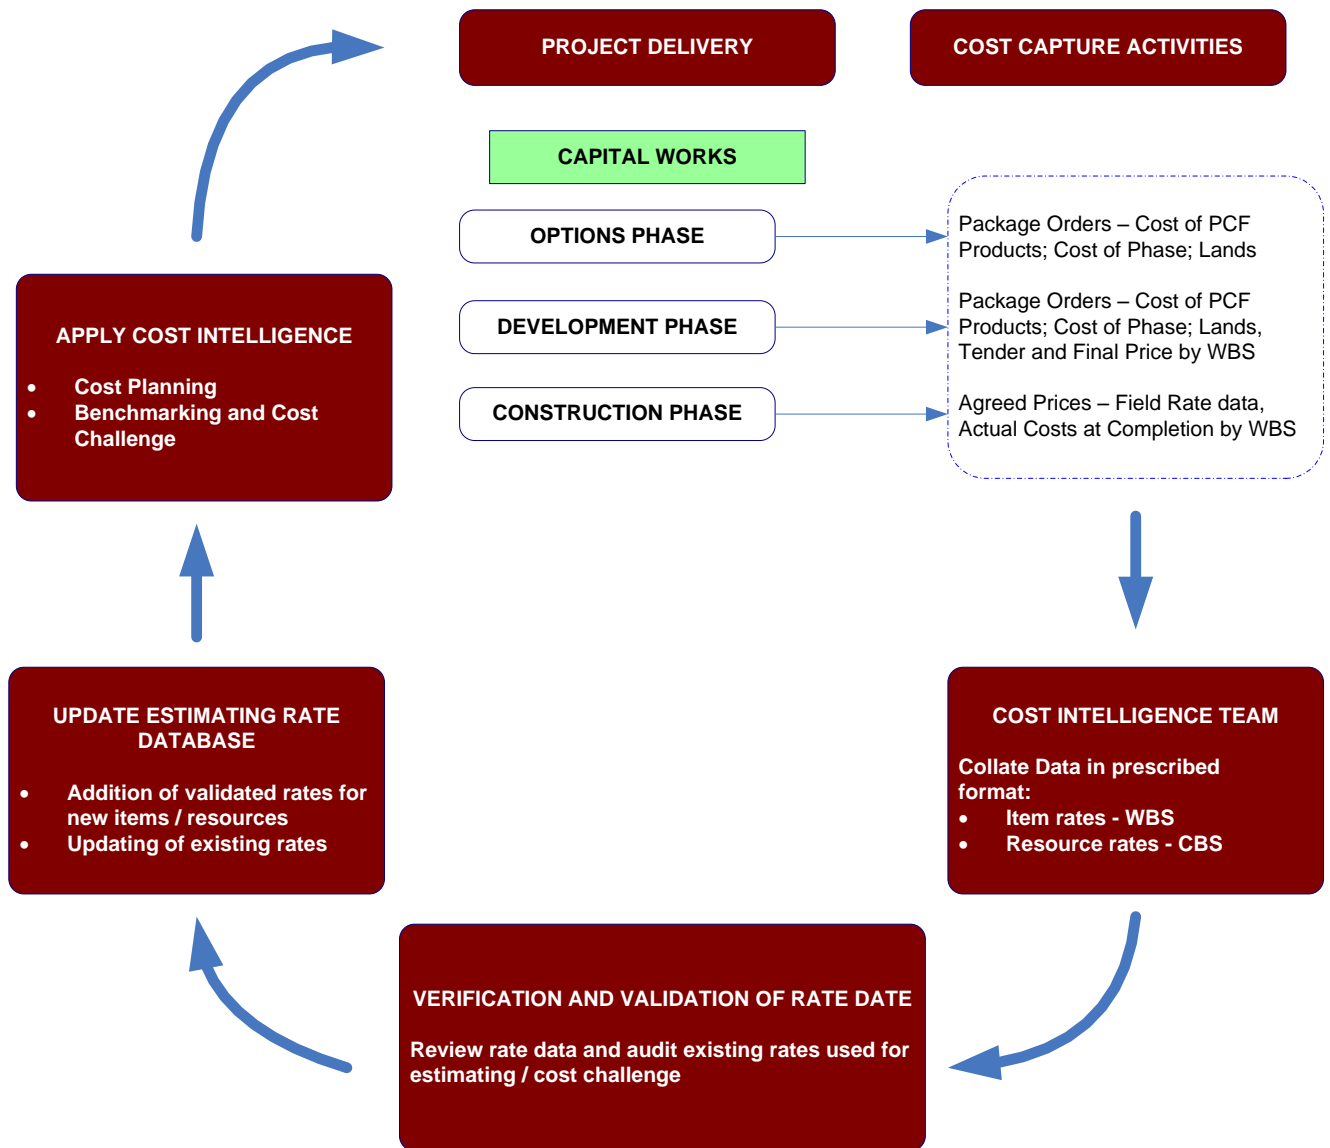 PROJECT DELIVERY
COST CAPTURE ACTIVITIES
CAPITAL WORKS
OPTIONS PHASE
Package Orders – Cost of PCF
Products; Cost of Phase; Lands
DEVELOPMENT PHASE
Package Orders – Cost of PCF
Products; Cost of Phase; Lands,
Tender and Final Price by WBS
CONSTRUCTION PHASE
Agreed Prices – Field Rate data,
Actual Costs at Completion by WBS
COST INTELLIGENCE TEAM
Collate Data in prescribed
format:
• Item rates - WBS
• Resource rates - CBS
VERIFICATION AND VALIDATION OF RATE DATE
Review rate data and audit existing rates used for
estimating / cost challenge
UPDATE ESTIMATING RATE
DATABASE
• Addition of validated rates for
new items / resources
• Updating of existing rates
APPLY COST INTELLIGENCE
• Cost Planning
• Benchmarking and Cost
Challenge